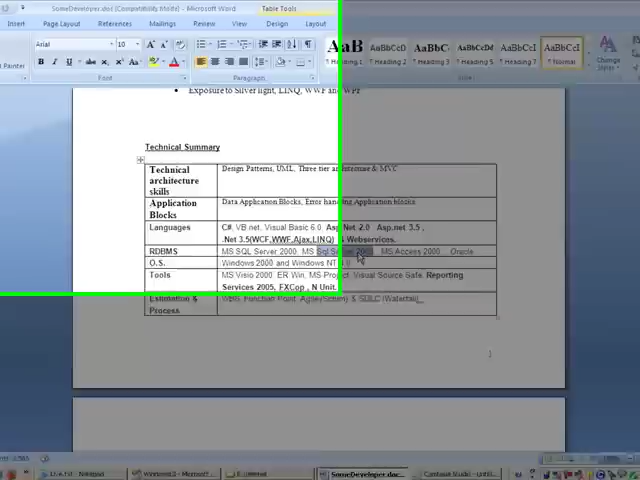 SomeDeveloper.doc [Compatibility Mode] - Microsoft Word
Table Tools
Insert Page Layout References Mailings Review View Design Layout
Arial 10
Painter
Font
Paragraph
Heading 1 Heading 2 Heading 3 Heading 5 Heading 7 Normal
Change
Styles
Exposure to Silver light, LINQ, WWF and WPF
Technical Summary
Technical architecture skills
Design Patterns, UML, Three tier architecture & MVC
Application Blocks
Data Application Blocks, Error handling Application blocks
Languages
C#, VB.net, Visual Basic 6.0, Asp.Net 2.0 Asp.net 3.5 ,
.Net 3.5(WCF,WWF,Ajax,LINQ) & Webservices.
RDBMS
MS SQL Server 2000, MS Sql Server MS Access 2000, Oracle
O.S.
Windows 2000 and Windows NT 4.0
Tools
MS Visio 2000, ER Win, MS-Project, Visual Source Safe, Reporting
Services 2005, FXCop , N Unit.
Estimation & Process
WBS, Function Point, Agile(Scrum) & SDLC (Waterfall)
1
SomeDeveloper.doc...